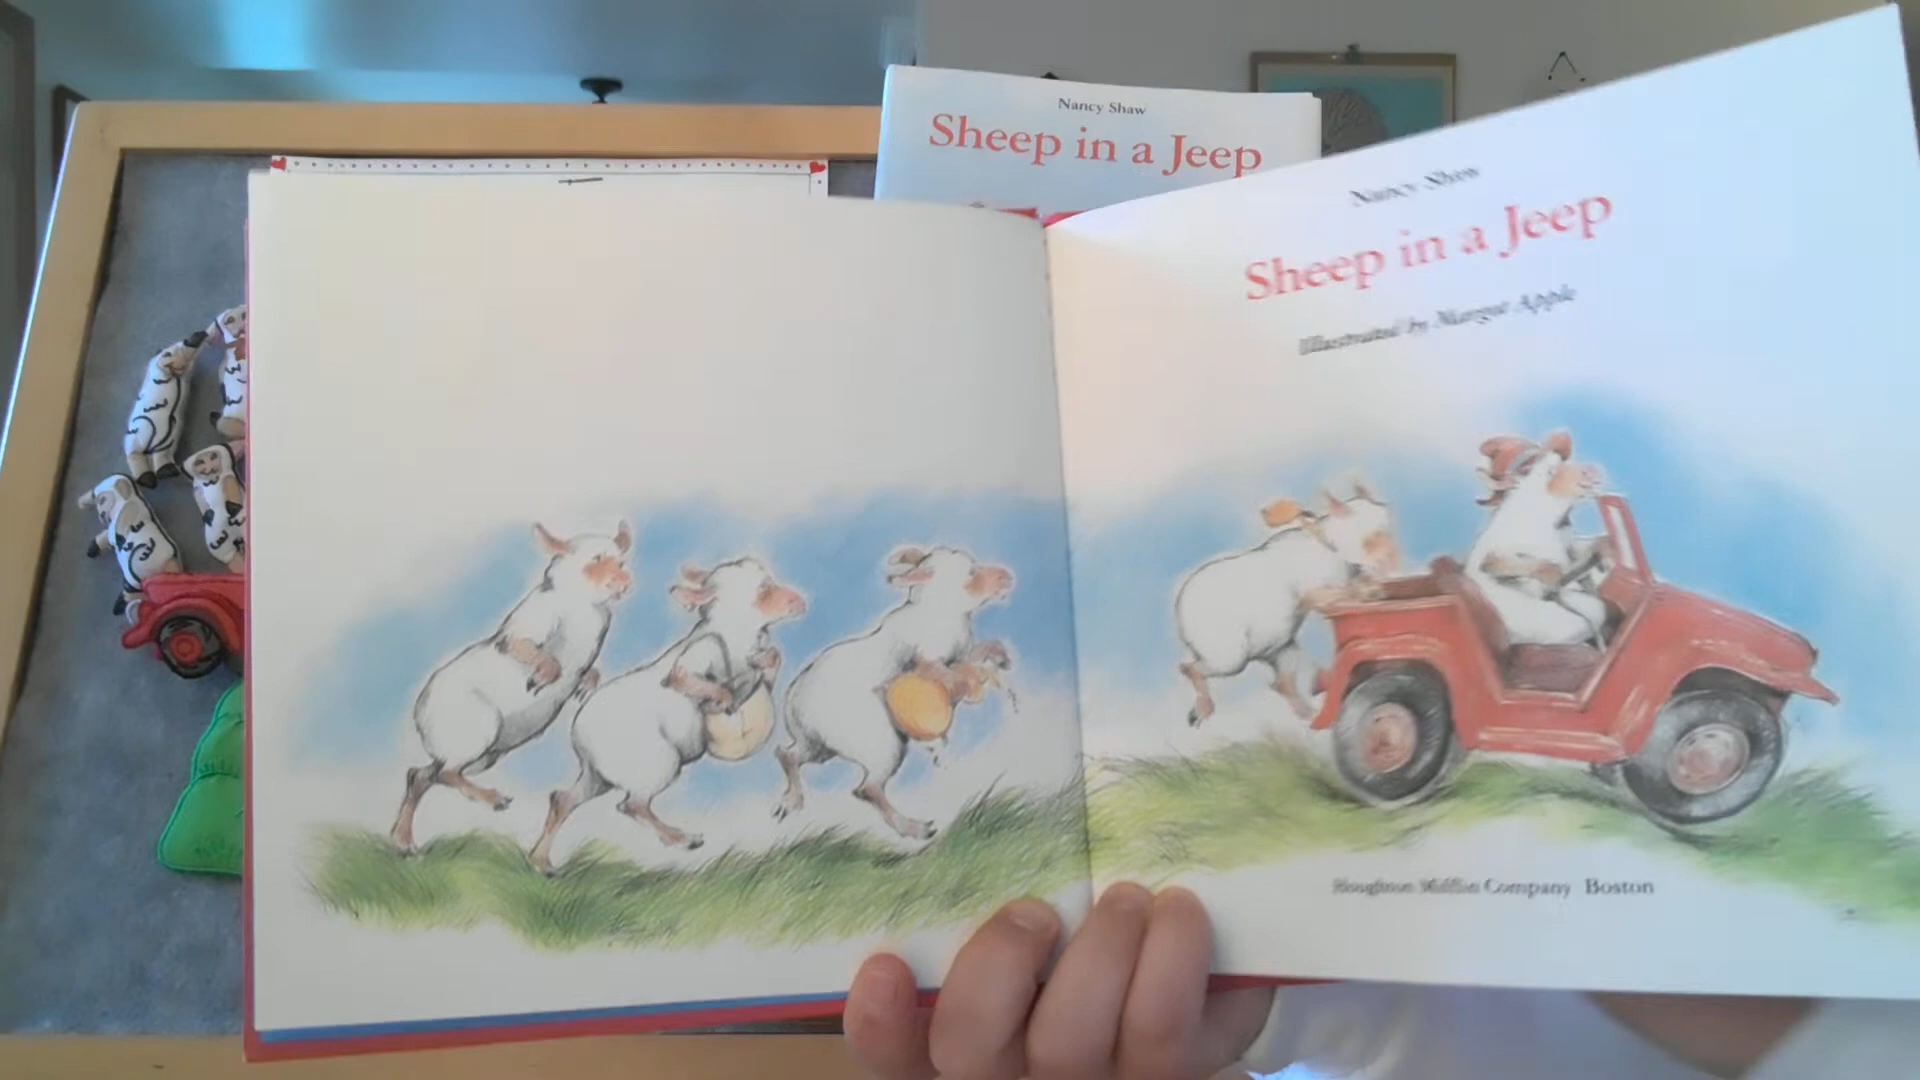 Nancy Shaw
Sheep in a Jeep
Nancy Shaw
Sheep in a Jeep
Illustrated by Margot Apple
Houghton Mifflin Company Boston